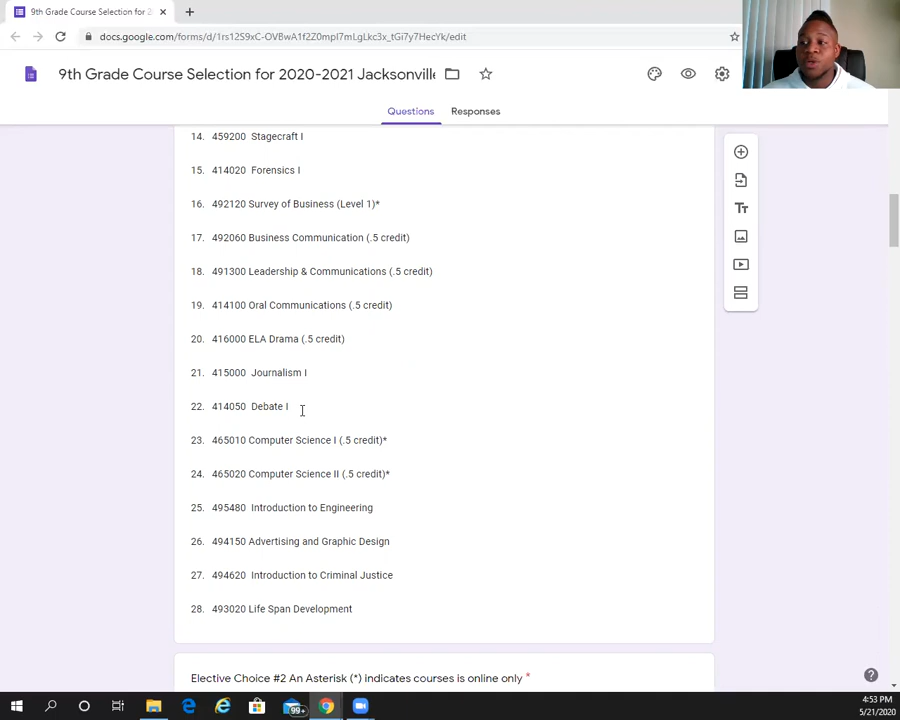 9th Grade Course Selection for 2
docs.google.com/forms/d/1rs12S9xC-OVBwA1f2Z0mpI7mLgLkc3x_tGi7y7HecYk/edit
9th Grade Course Selection for 2020-2021 Jacksonville
Questions Responses
14. 459200 Stagecraft I
15. 414020 Forensics I
16. 492120 Survey of Business (Level 1)*
17. 492060 Business Communication (.5 credit)
18. 491300 Leadership & Communications (.5 credit)
19. 414100 Oral Communications (.5 credit)
20. 416000 ELA Drama (.5 credit)
21. 415000 Journalism I
22. 414050 Debate I
23. 465010 Computer Science I (.5 credit)*
24. 465020 Computer Science II (.5 credit)*
25. 495480 Introduction to Engineering
26. 494150 Advertising and Graphic Design
27. 494620 Introduction to Criminal Justice
28. 493020 Life Span Development
Elective Choice #2 An Asterisk (*) indicates courses is online only *
99+
4:53 PM
5/21/2020